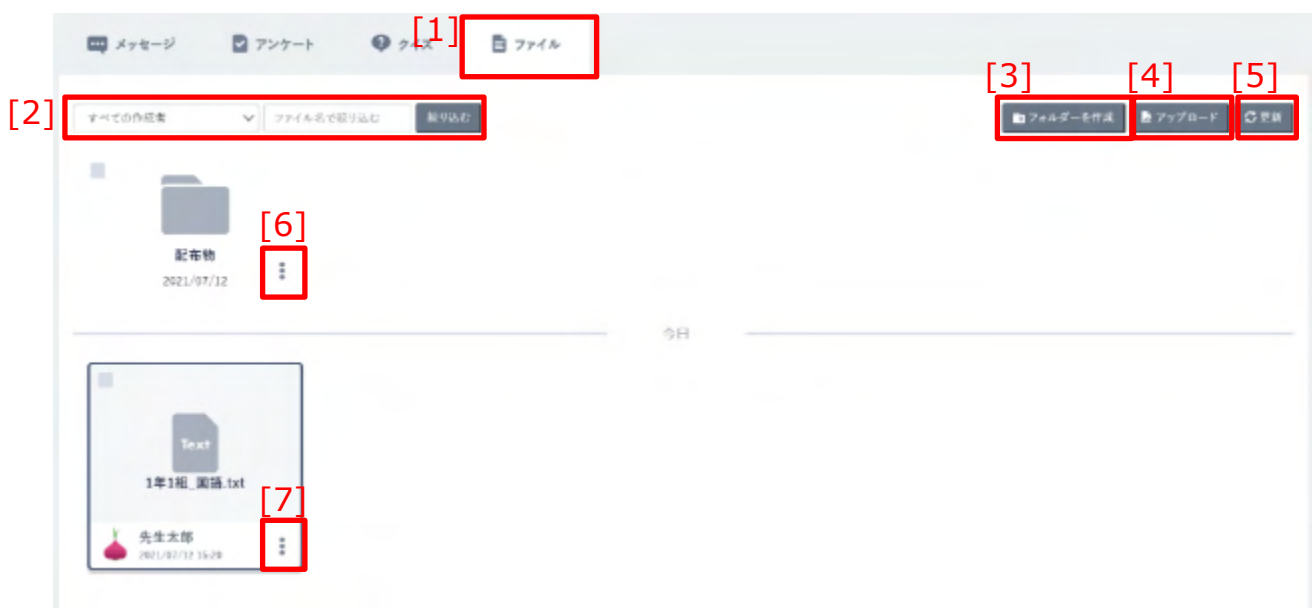 メッセージ アンケート クイズ [1] ファイル
[3] [4] [5]
[2] すべての作成者 ファイル名で絞り込む 絞り込む フォルダーを作成 アップロード 更新
[6]
配布物
2021/07/12
今日
Text
1年1組_国語.txt
[7]
先生太郎
2021/07/12 15:20